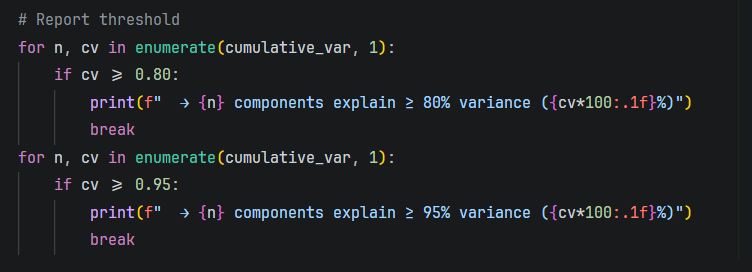 # Report threshold
for n, cv in enumerate(cumulative_var, 1):
    if cv >= 0.80:
        print(f"  → {n} components explain ≥ 80% variance ({cv*100:.1f}%)")
        break
for n, cv in enumerate(cumulative_var, 1):
    if cv >= 0.95:
        print(f"  → {n} components explain ≥ 95% variance ({cv*100:.1f}%)")
        break